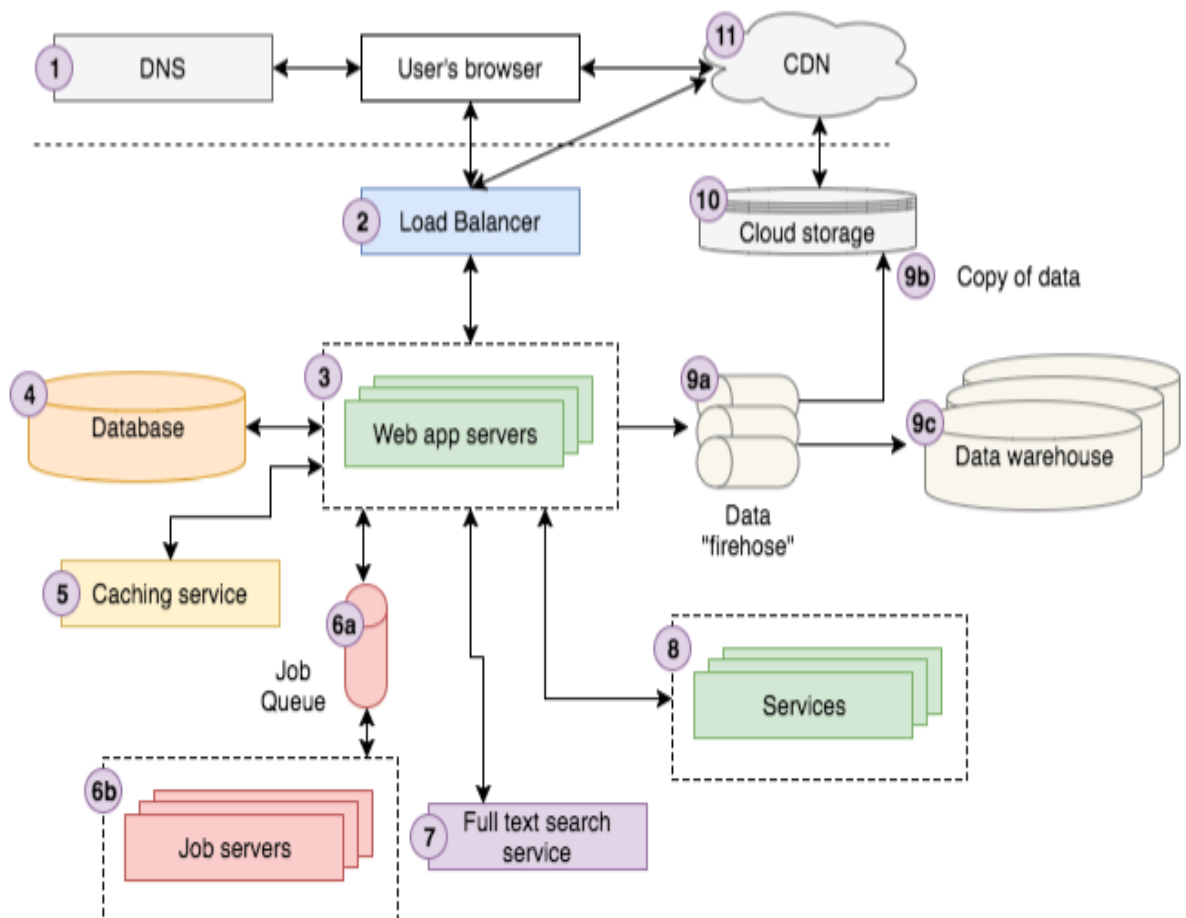 1
DNS
User's browser
11
CDN
2
Load Balancer
10
Cloud storage
9b
Copy of data
3
Web app servers
4
Database
9a
Data
"firehose"
9c
Data warehouse
5
Caching service
6a
Job
Queue
8
Services
6b
Job servers
7
Full text search
service